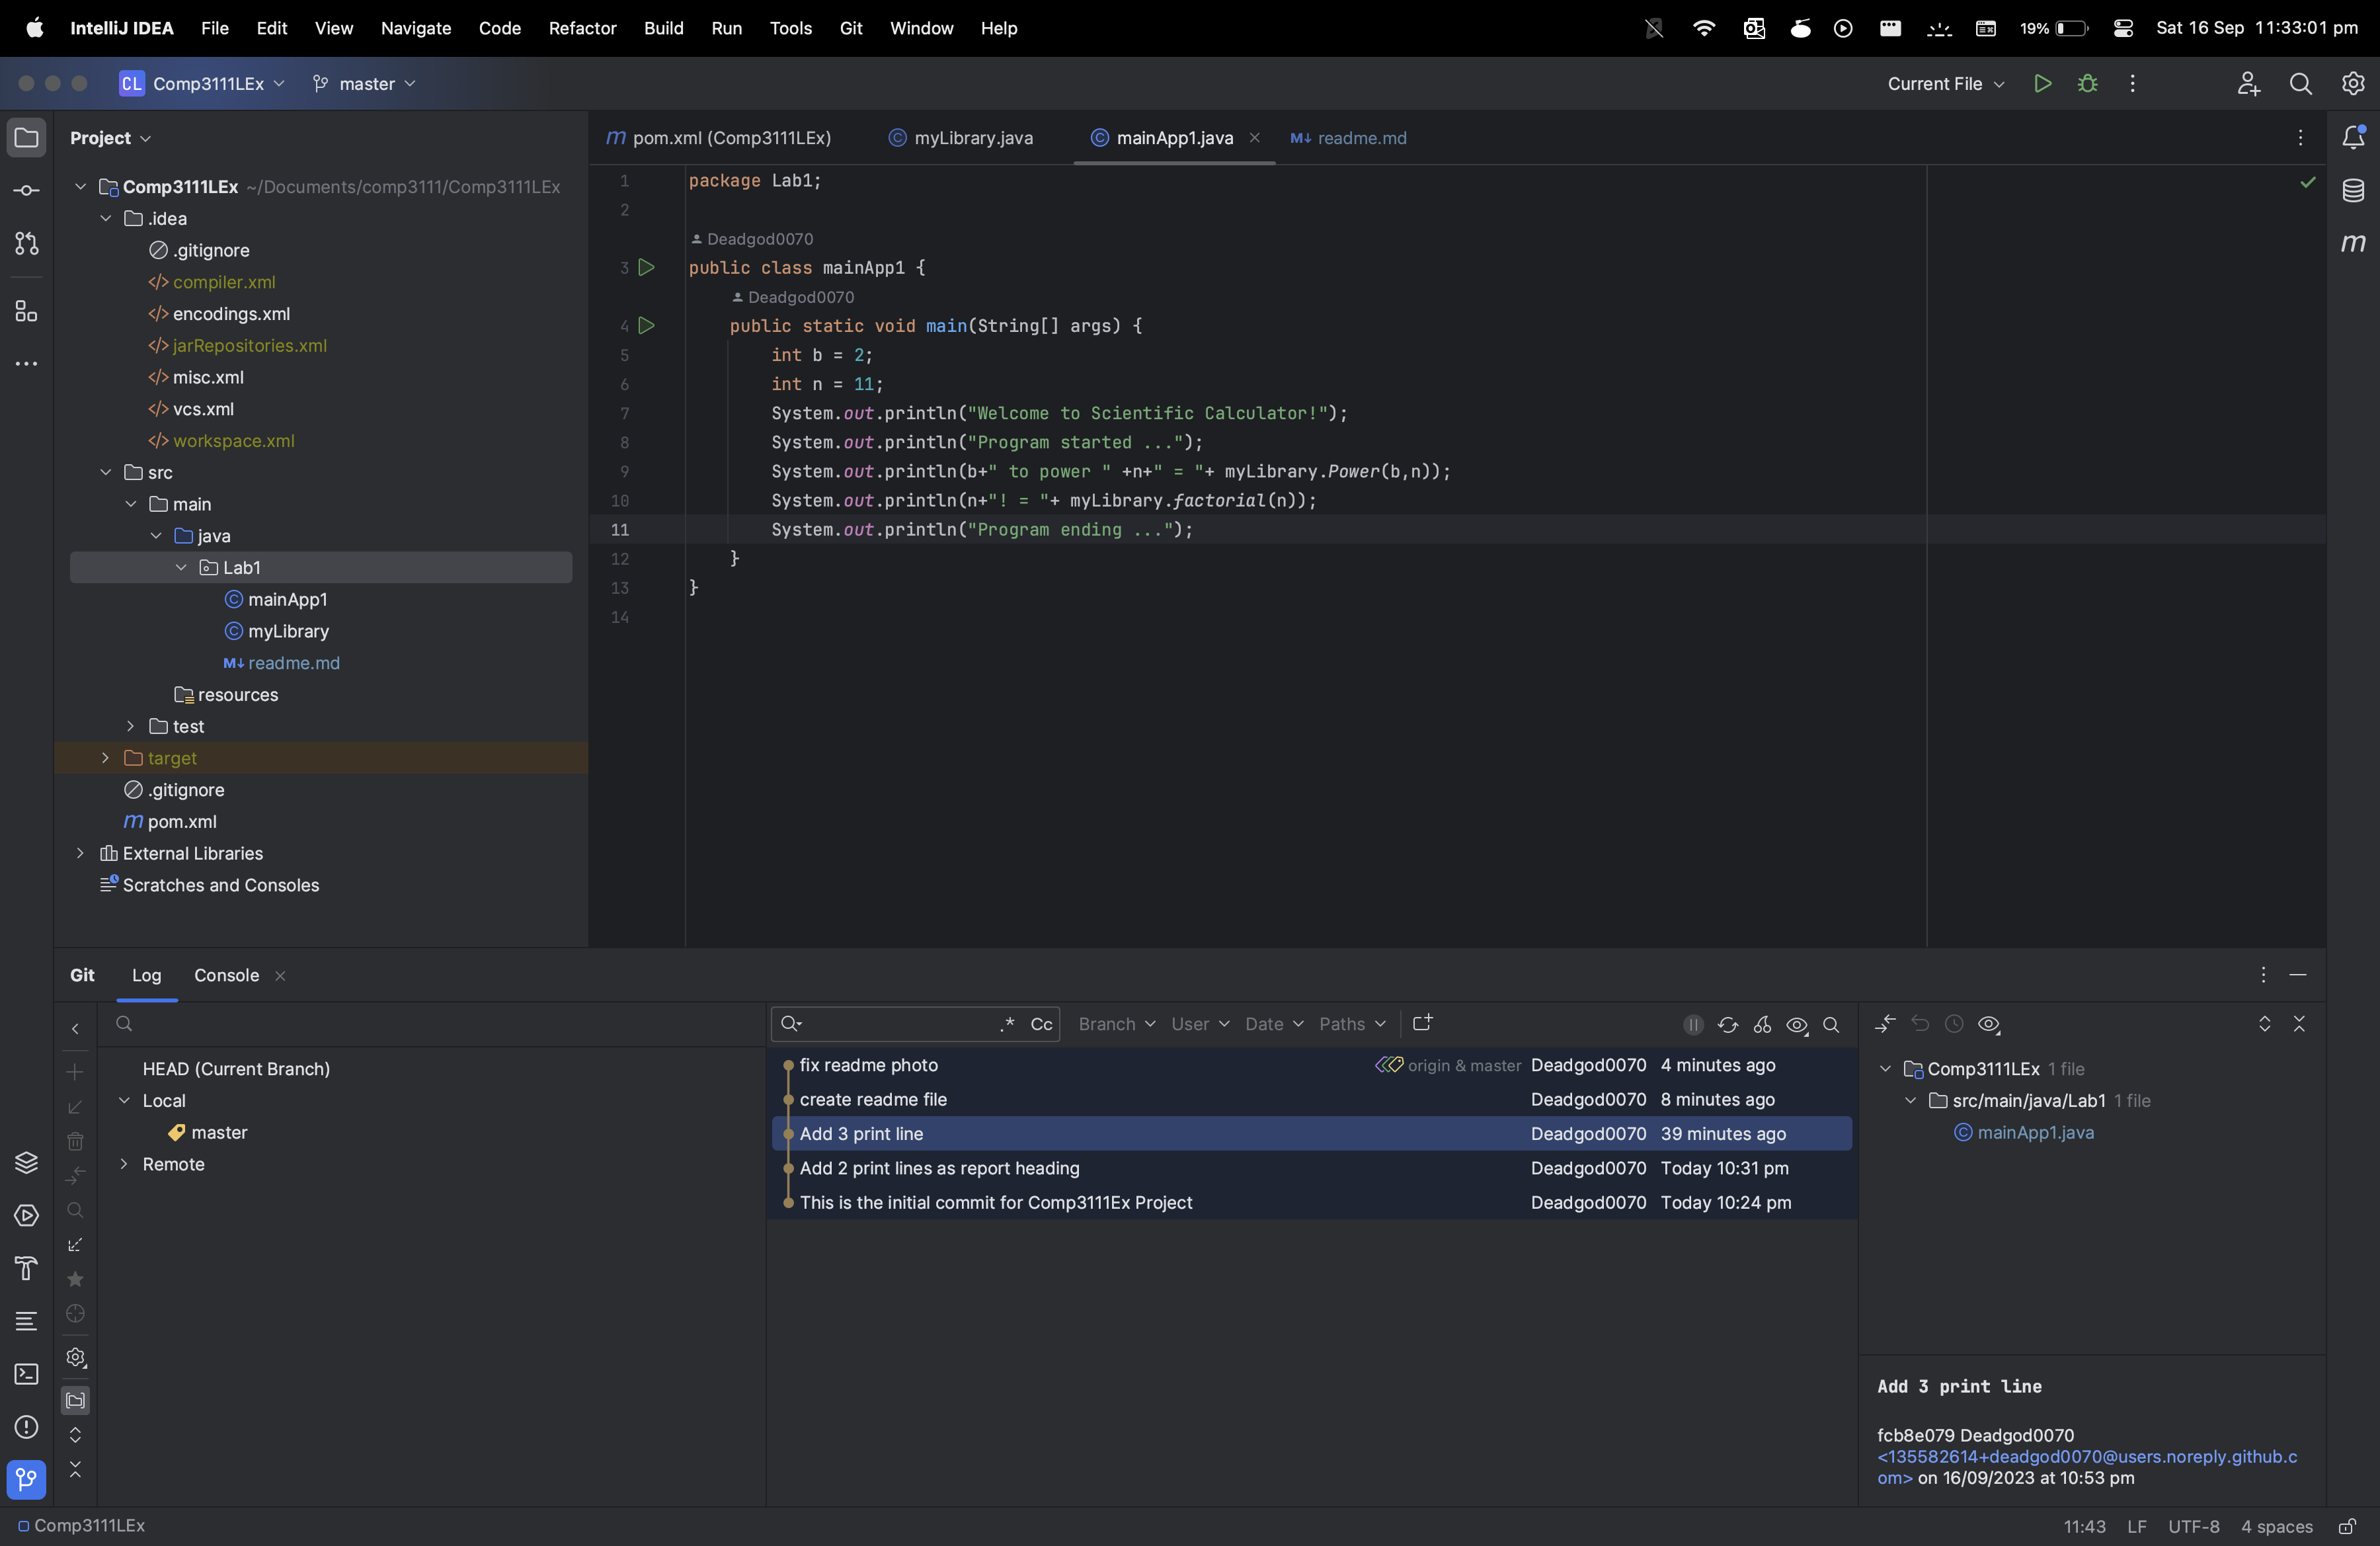 IntelliJ IDEA File Edit View Navigate Code Refactor Build Run Tools Git Window Help 19% Sat 16 Sep 11:33:01 pm
CL Comp3111LEx master Current File
Project
Comp3111LEx ~/Documents/comp3111/Comp3111LEx
.idea
.gitignore
compiler.xml
encodings.xml
jarRepositories.xml
misc.xml
vcs.xml
workspace.xml
src
main
java
Lab1
mainApp1
myLibrary
M↓ readme.md
resources
test
target
.gitignore
m pom.xml
External Libraries
Scratches and Consoles
m pom.xml (Comp3111LEx) myLibrary.java mainApp1.java readme.md
1 package Lab1;
2
Deadgod0070
3 public class mainApp1 {
Deadgod0070
4 public static void main(String[] args) {
5 int b = 2;
6 int n = 11;
7 System.out.println("Welcome to Scientific Calculator!");
8 System.out.println("Program started ...");
9 System.out.println(b+" to power " +n+" = "+ myLibrary.Power(b,n));
10 System.out.println(n+"! = "+ myLibrary.factorial(n));
11 System.out.println("Program ending ...");
12 }
13 }
14
m
Git Log Console
HEAD (Current Branch)
Local
master
Remote
.* Cc Branch User Date Paths
fix readme photo origin & master Deadgod0070 4 minutes ago
create readme file Deadgod0070 8 minutes ago
Add 3 print line Deadgod0070 39 minutes ago
Add 2 print lines as report heading Deadgod0070 Today 10:31 pm
This is the initial commit for Comp3111Ex Project Deadgod0070 Today 10:24 pm
Comp3111LEx 1 file
src/main/java/Lab1 1 file
mainApp1.java
Add 3 print line
fcb8e079 Deadgod0070
<135582614+deadgod0070@users.noreply.github.c
om> on 16/09/2023 at 10:53 pm
Comp3111LEx 11:43 LF UTF-8 4 spaces